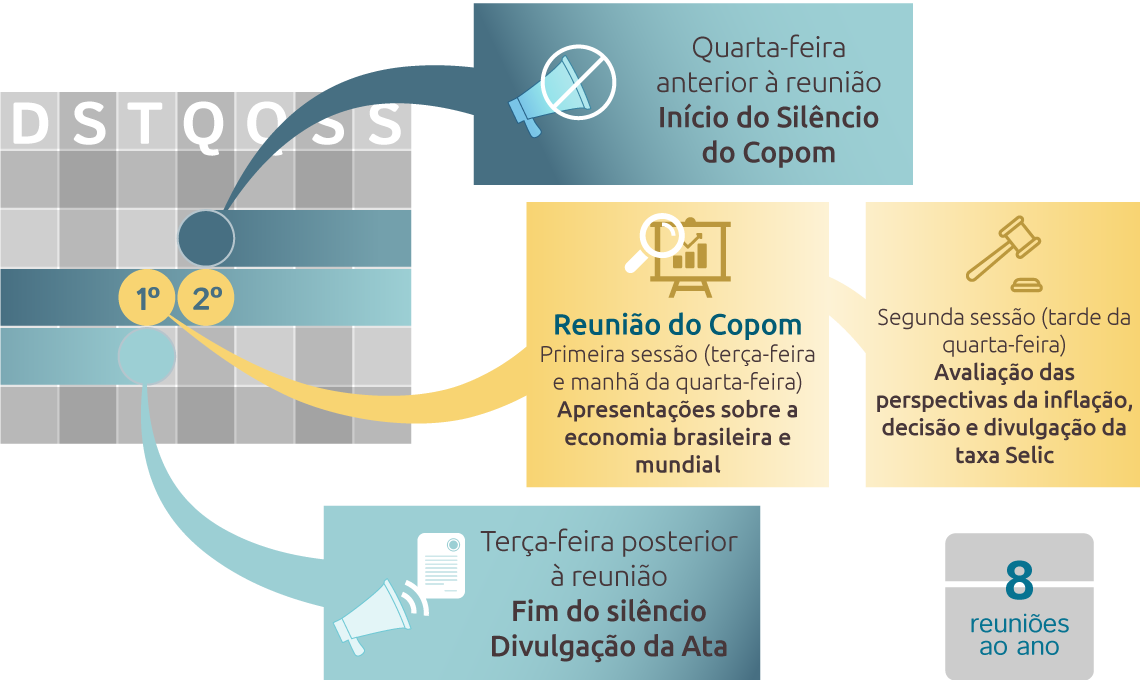 D S T Q Q S S
1º 2º
Quarta-feira
anterior à reunião
Início do Silêncio
do Copom
Reunião do Copom
Primeira sessão (terça-feira
e manhã da quarta-feira)
Apresentações sobre a
economia brasileira e
mundial
Segunda sessão (tarde da
quarta-feira)
Avaliação das
perspectivas da inflação,
decisão e divulgação da
taxa Selic
Terça-feira posterior
à reunião
Fim do silêncio
Divulgação da Ata
8
reuniões
ao ano